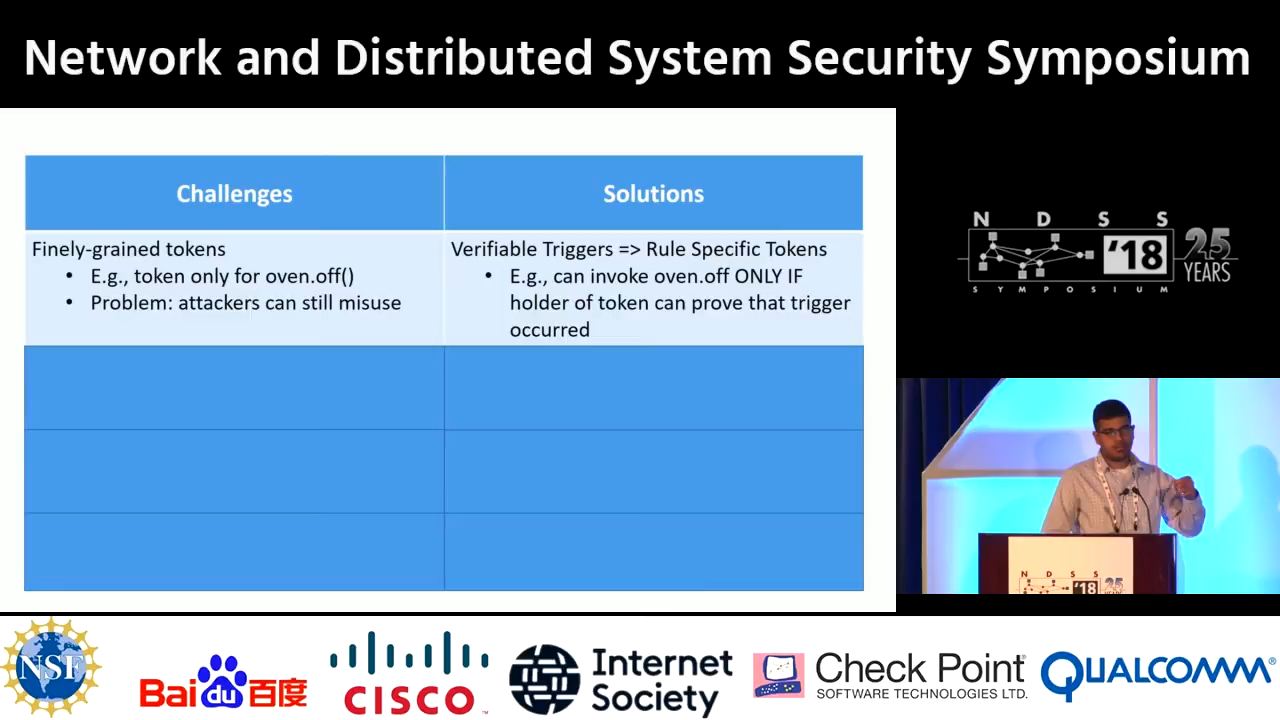 Network and Distributed System Security Symposium
Challenges
Solutions
Finely-grained tokens
• E.g., token only for oven.off()
• Problem: attackers can still misuse
Verifiable Triggers => Rule Specific Tokens
• E.g., can invoke oven.off ONLY IF
holder of token can prove that trigger
occurred
N D S S
'18
SYMPOSIUM
25
YEARS
N D S S
'18
25
NSF
Baidu百度
CISCO
Internet
Society
Check Point
SOFTWARE TECHNOLOGIES LTD.
QUALCOMM®